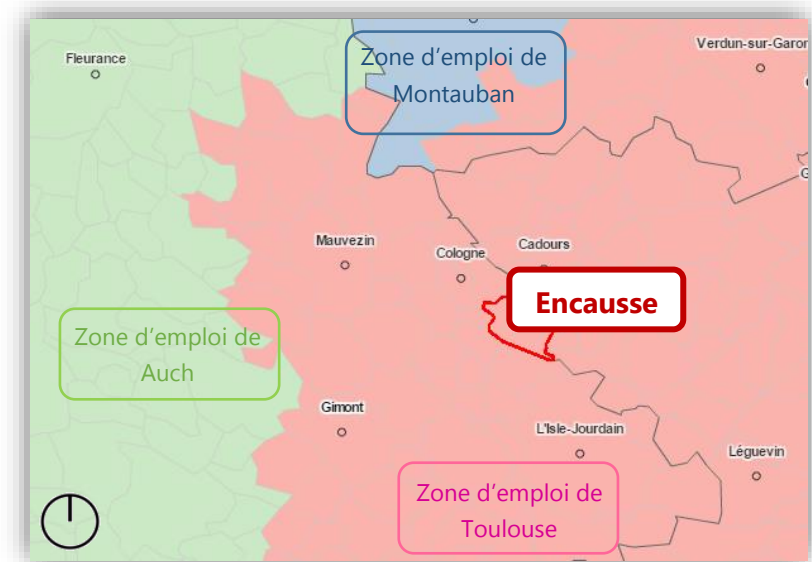 Fleurance
Zone d'emploi de
Montauban
Verdun-sur-Garon
G
Mauvezin
Cologne
Cadours
Encausse
Zone d'emploi de
Auch
Gimont
L'Isle-Jourdain
Léguevin
Zone d'emploi de
Toulouse